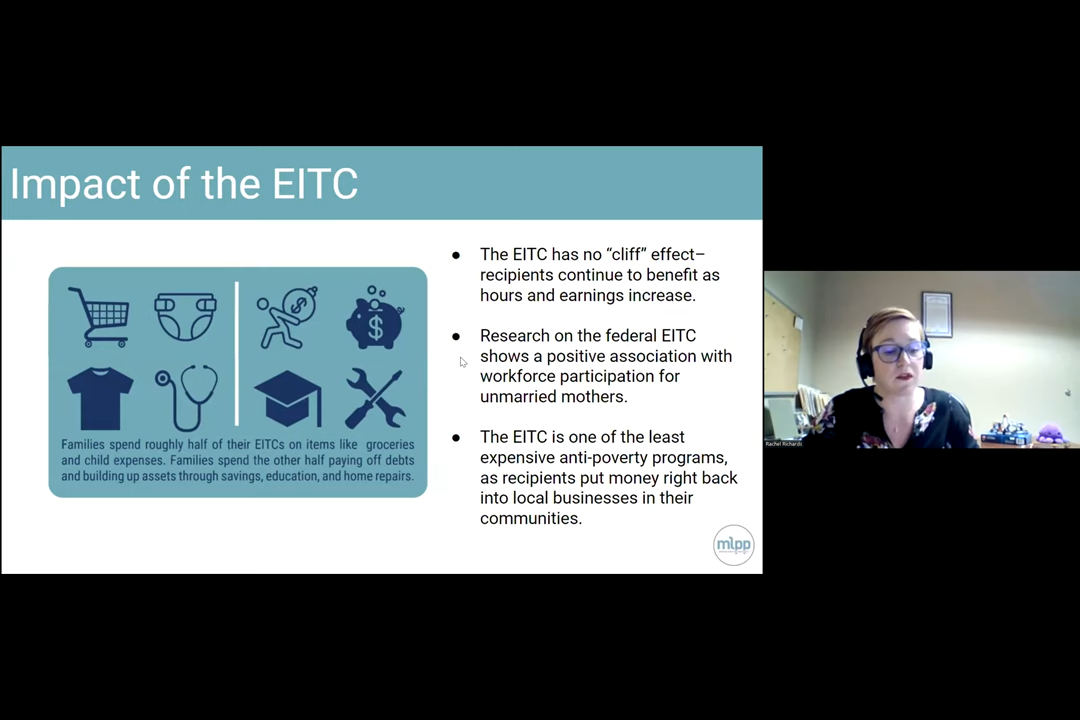 Impact of the EITC
Families spend roughly half of their EITCs on items like groceries
and child expenses. Families spend the other half paying off debts
and building up assets through savings, education, and home repairs.
● The EITC has no “cliff” effect–
recipients continue to benefit as
hours and earnings increase.
● Research on the federal EITC
shows a positive association with
workforce participation for
unmarried mothers.
● The EITC is one of the least
expensive anti-poverty programs,
as recipients put money right back
into local businesses in their
communities.
mlpp
Rachel Richards